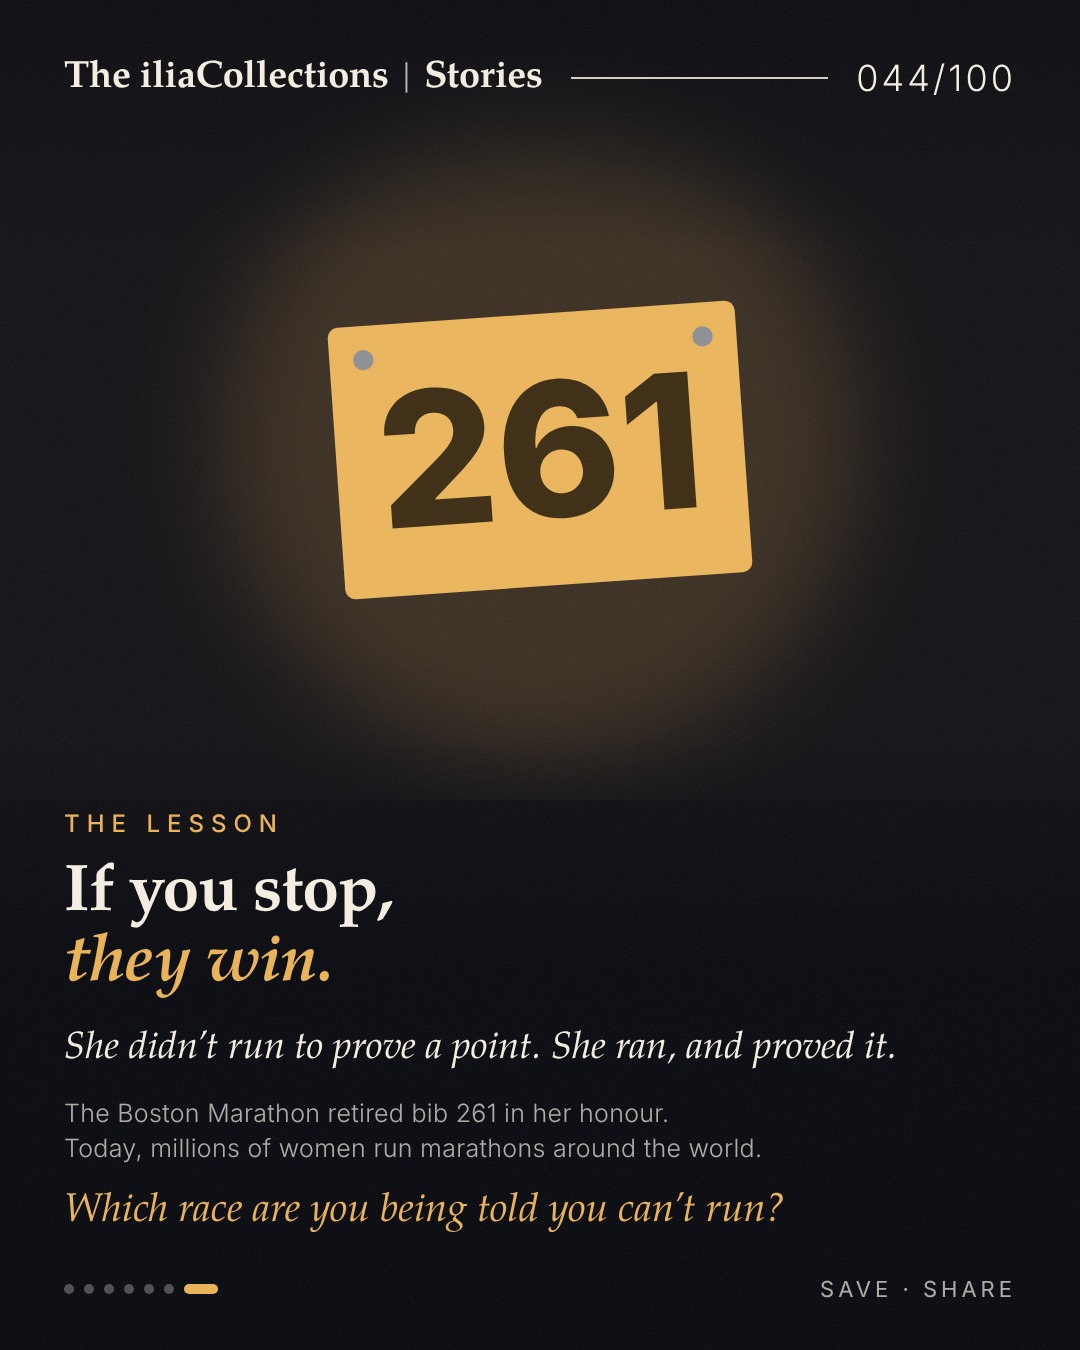 The iliaCollections | Stories 044/100
261
THE LESSON
If you stop,
they win.
She didn’t run to prove a point. She ran, and proved it.
The Boston Marathon retired bib 261 in her honour.
Today, millions of women run marathons around the world.
Which race are you being told you can’t run?
SAVE · SHARE